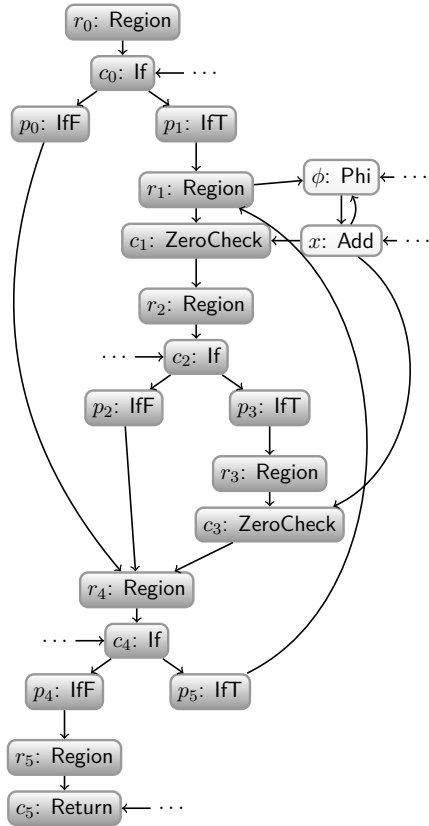 r₀: Region
c₀: If ···
p₀: IfF p₁: IfT
r₁: Region ϕ: Phi ···
c₁: ZeroCheck x: Add ···
r₂: Region
··· c₂: If
p₂: IfF p₃: IfT
r₃: Region
c₃: ZeroCheck
r₄: Region
··· c₄: If
p₄: IfF p₅: IfT
r₅: Region
c₅: Return ···